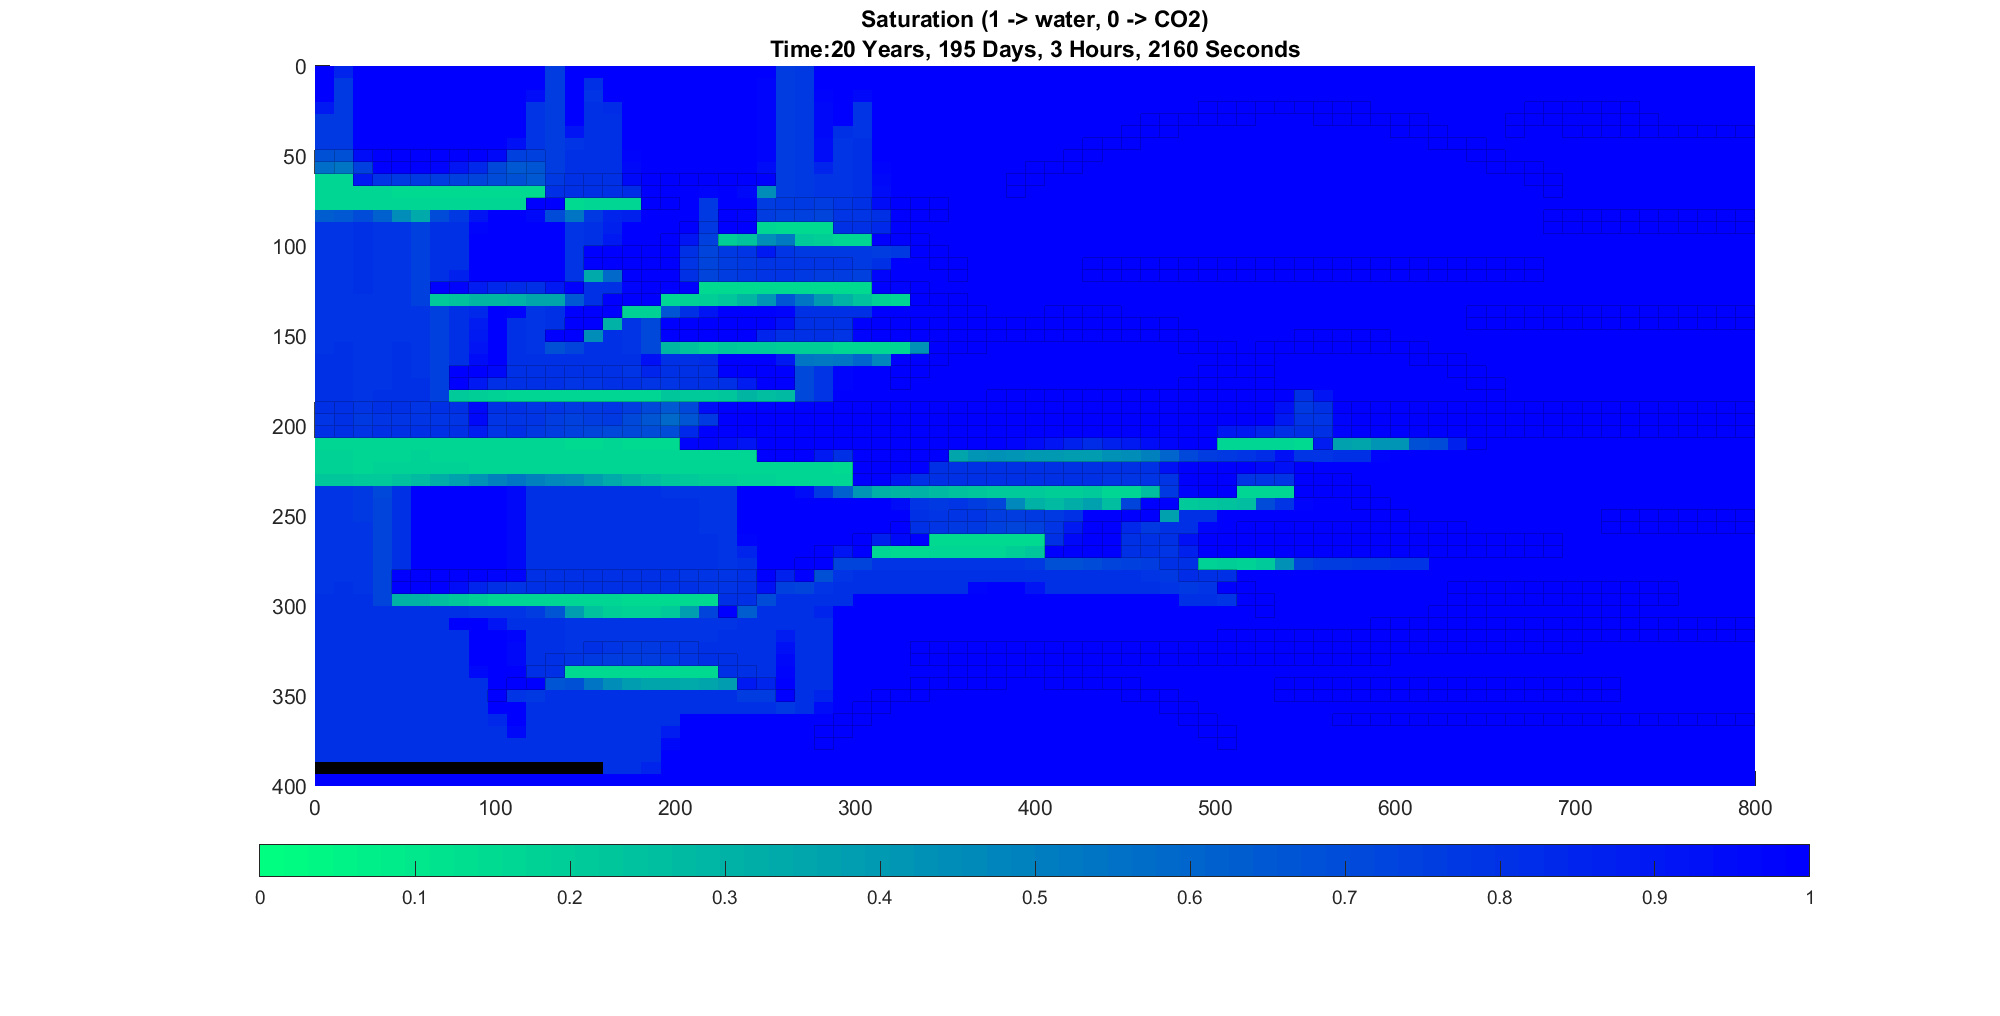 Saturation (1 -> water, 0 -> CO2)
Time:20 Years, 195 Days, 3 Hours, 2160 Seconds
0
50
100
150
200
250
300
350
400
0 100 200 300 400 500 600 700 800
0 0.1 0.2 0.3 0.4 0.5 0.6 0.7 0.8 0.9 1